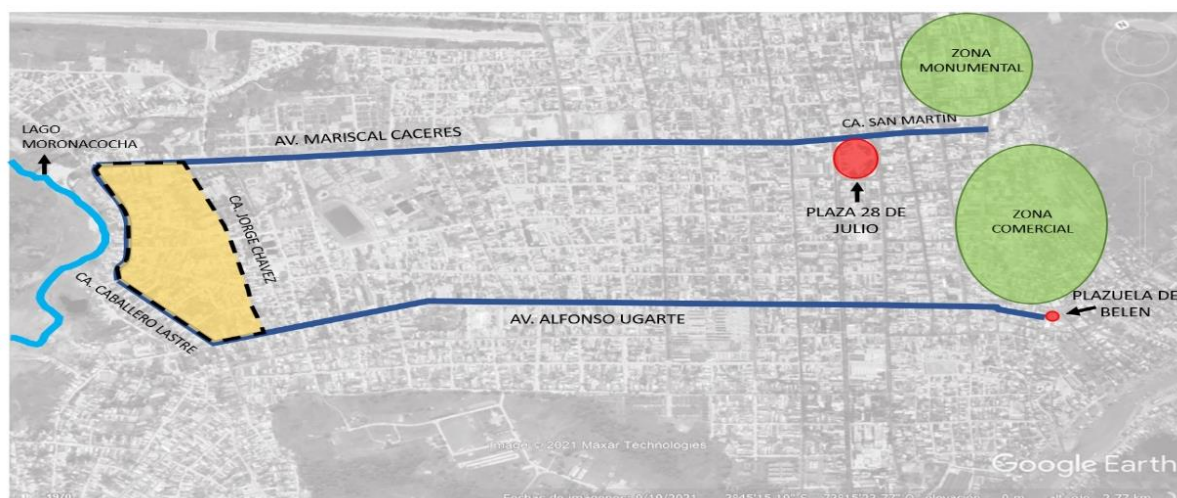 ZONA
MONUMENTAL
LAGO
MORONACOCHA
AV. MARISCAL CACERES
CA. SAN MARTIN
CA. JORGE CHAVEZ
PLAZA 28 DE
JULIO
ZONA
COMERCIAL
CA. CABALLERO LASTRE
AV. ALFONSO UGARTE
PLAZUELA DE
BELEN
Image © 2021 Maxar Technologies
Google Earth